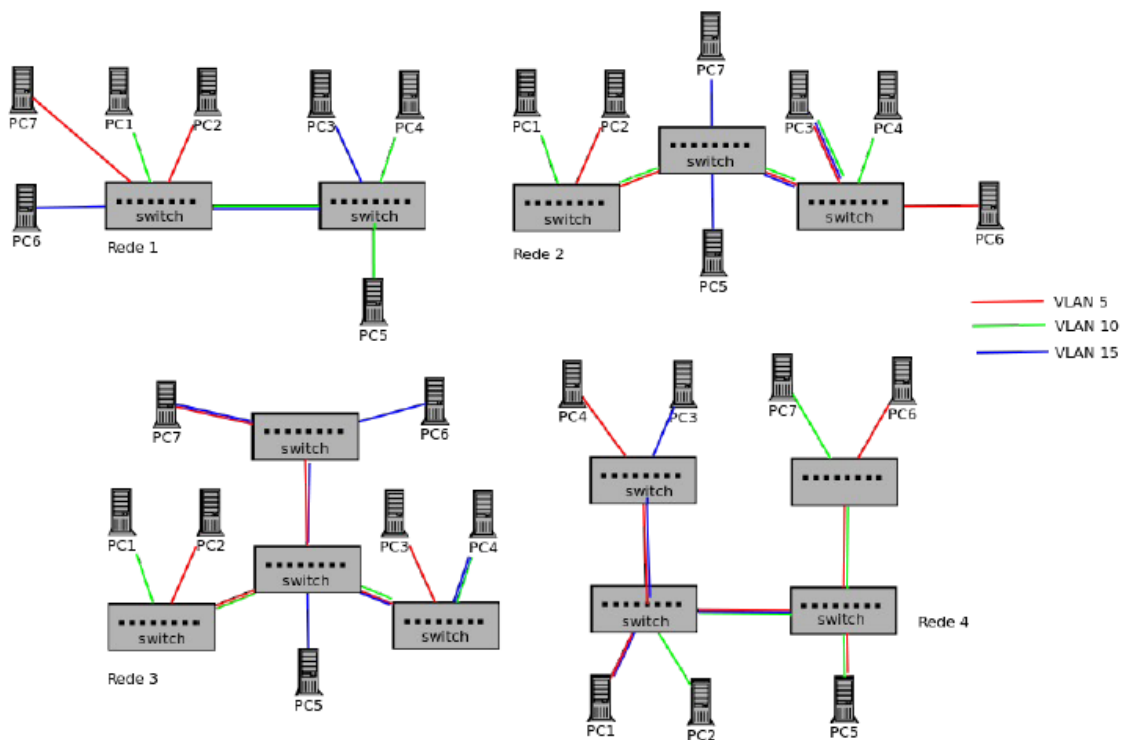 PC7
PC1
PC2
PC3
PC4
switch
switch
PC6
Rede 1
PC5
PC7
PC1
PC2
PC3
PC4
switch
switch
switch
PC6
Rede 2
PC5
VLAN 5
VLAN 10
VLAN 15
PC7
PC6
switch
PC1
PC2
PC3
PC4
switch
switch
switch
Rede 3
PC5
PC4
PC3
PC7
PC6
switch
switch
switch
Rede 4
PC1
PC2
PC5